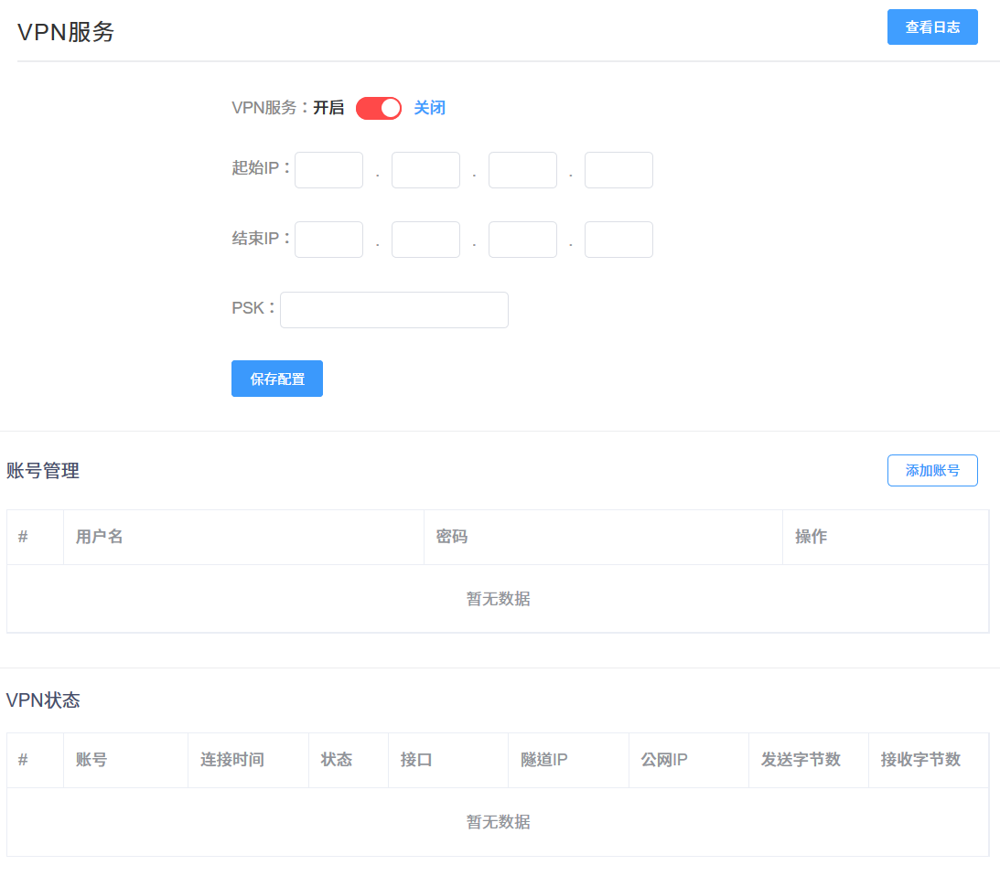 VPN服务
查看日志
VPN服务：开启 关闭
起始IP： . . .
结束IP： . . .
PSK：
保存配置
账号管理
添加账号
# 用户名 密码 操作
暂无数据
VPN状态
# 账号 连接时间 状态 接口 隧道IP 公网IP 发送字节数 接收字节数
暂无数据